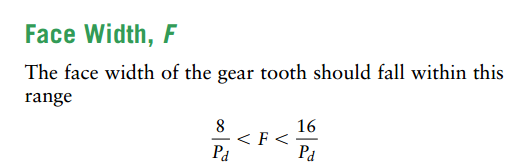 Face Width, F
The face width of the gear tooth should fall within this
range
8/P_d < F < 16/P_d